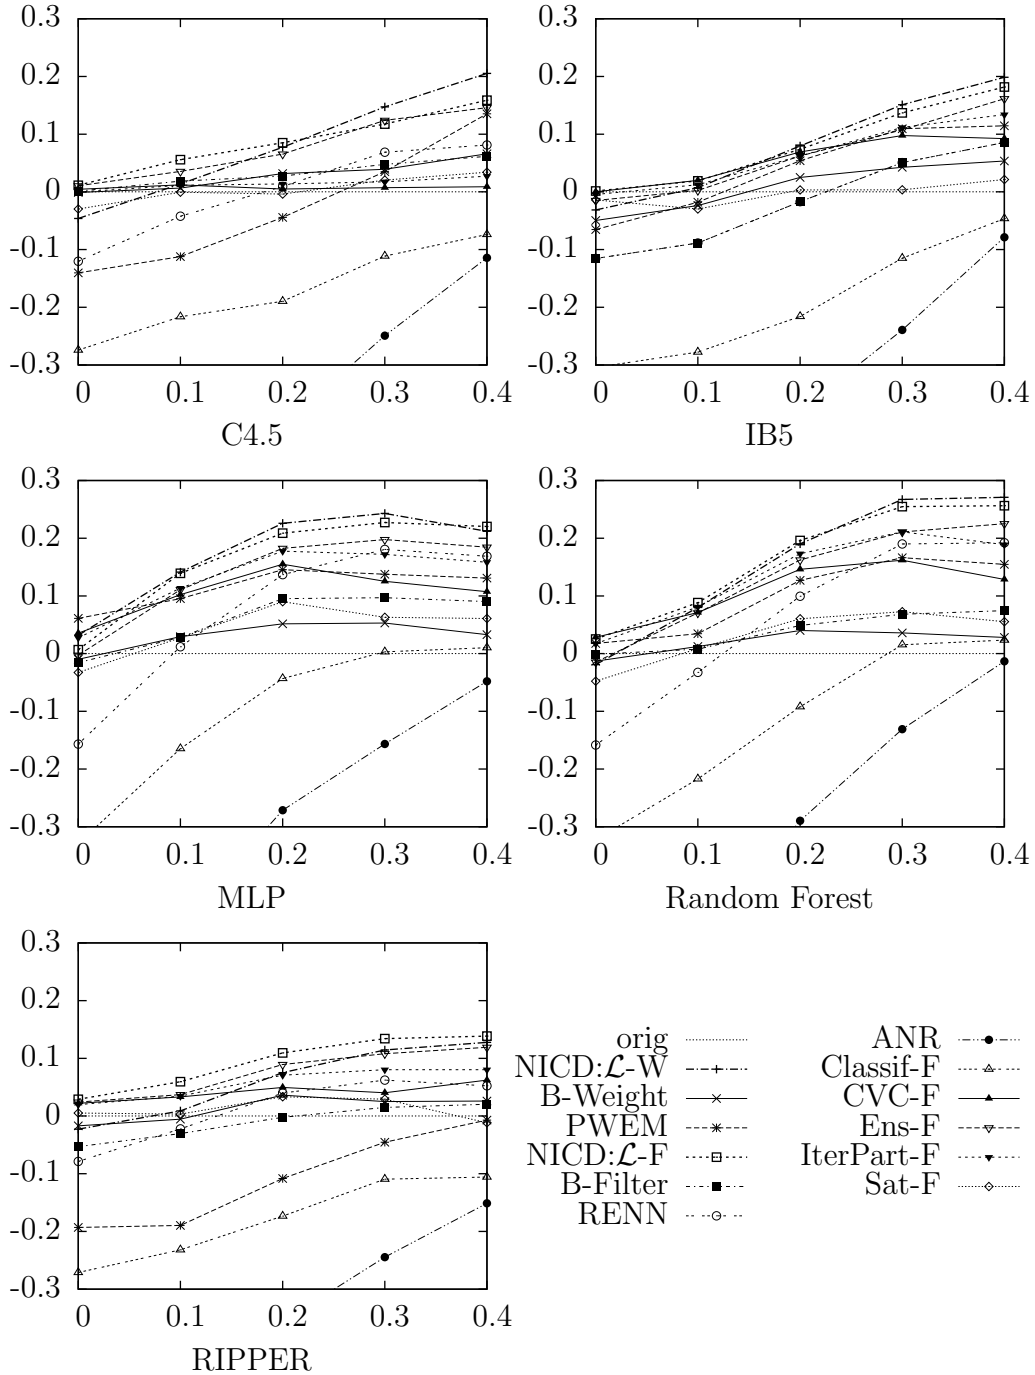 0.3 0.3
0.2 0.2
0.1 0.1
0 0
-0.1 -0.1
-0.2 -0.2
-0.3 -0.3
0 0.1 0.2 0.3 0.4 0 0.1 0.2 0.3 0.4
C4.5 IB5
0.3 0.3
0.2 0.2
0.1 0.1
0 0
-0.1 -0.1
-0.2 -0.2
-0.3 -0.3
0 0.1 0.2 0.3 0.4 0 0.1 0.2 0.3 0.4
MLP Random Forest
0.3
0.2
0.1
0
-0.1
-0.2
-0.3
0 0.1 0.2 0.3 0.4
RIPPER
orig ANR
NICD:ℒ-W Classif-F
B-Weight CVC-F
PWEM Ens-F
NICD:ℒ-F IterPart-F
B-Filter Sat-F
RENN